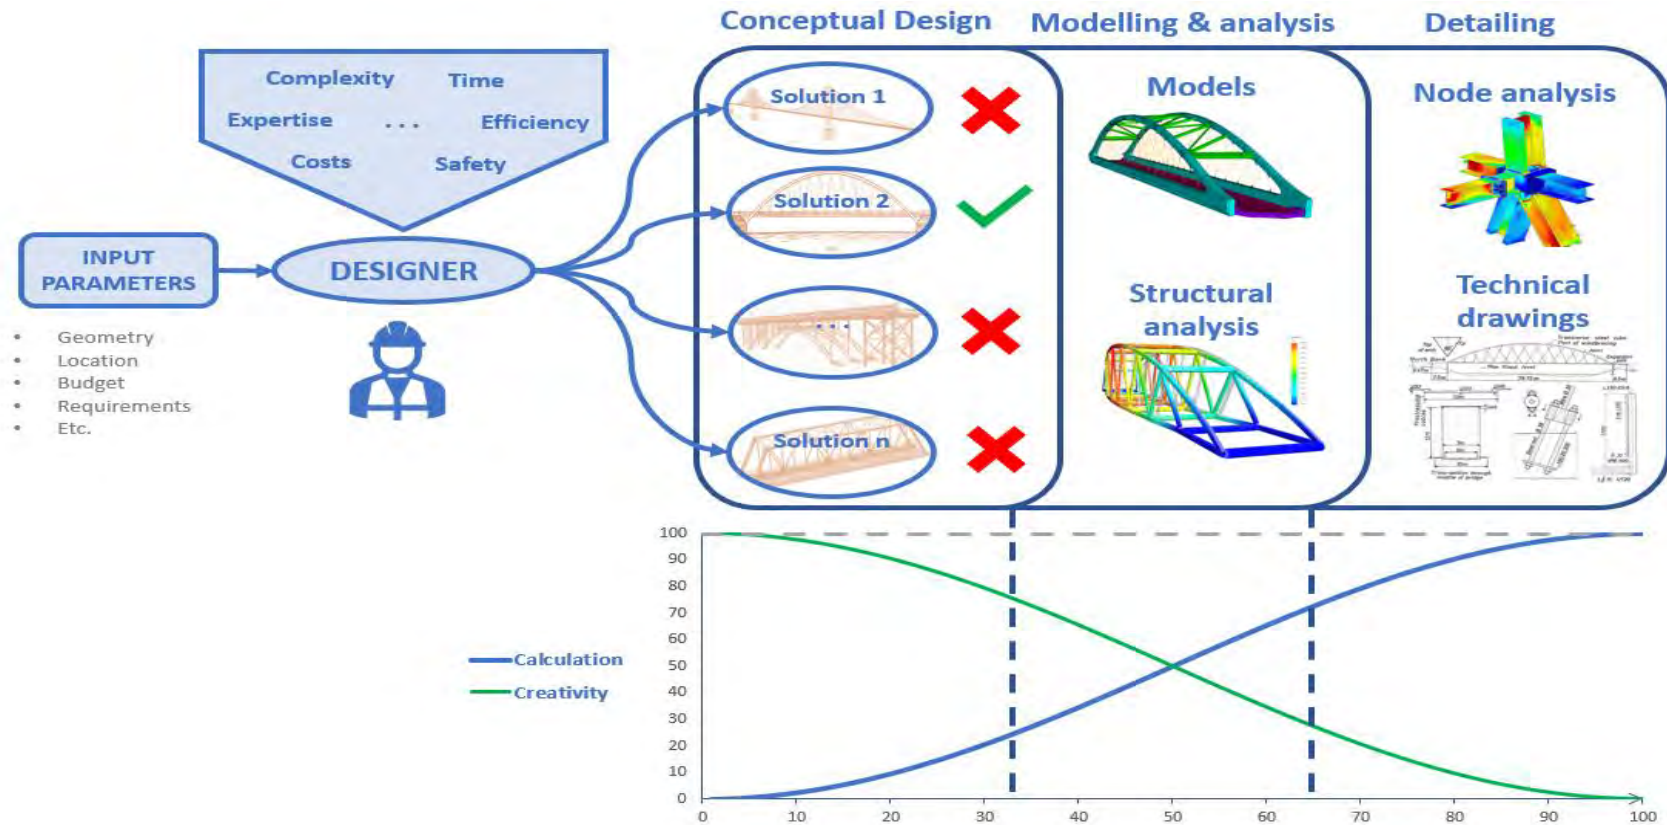 Conceptual Design
Modelling & analysis
Detailing
Complexity
Time
Expertise
...
Efficiency
Costs
Safety
INPUT
PARAMETERS
DESIGNER
• Geometry
• Location
• Budget
• Requirements
• Etc.
Solution 1
Solution 2
...
Solution n
Models
Structural
analysis
Node analysis
Technical
drawings
Calculation
Creativity
100
90
80
70
60
50
40
30
20
10
0
0 10 20 30 40 50 60 70 80 90 100